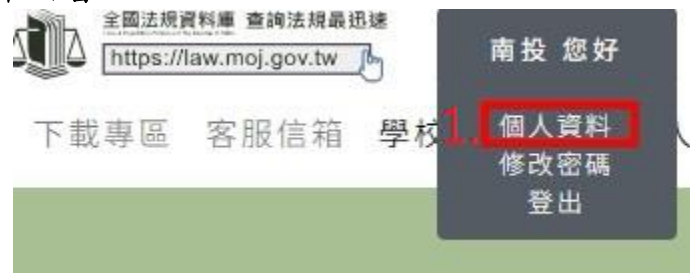 全國法規資料庫 查詢法規最迅速
https://law.moj.gov.tw
南投 您好
下載專區 客服信箱 學校
1.
個人資料
人
修改密碼
登出